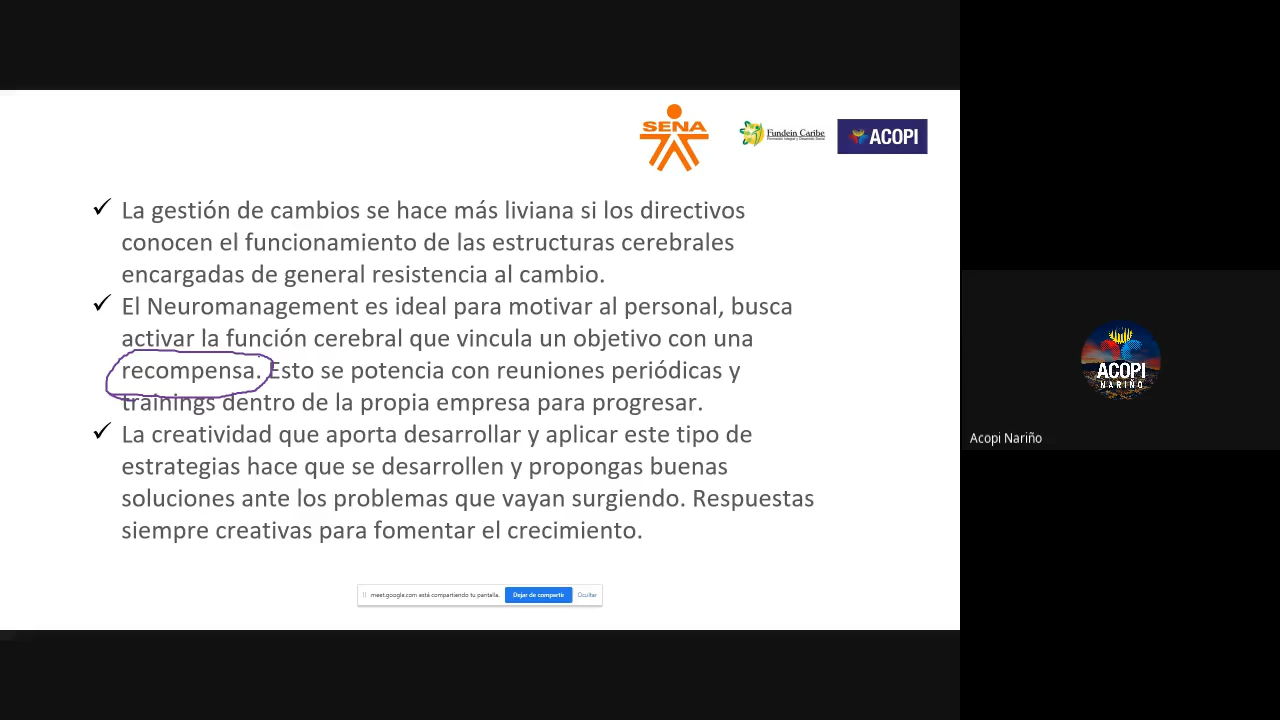 SENA
Fundein Caribe
ACOPI
✓ La gestión de cambios se hace más liviana si los directivos
conocen el funcionamiento de las estructuras cerebrales
encargadas de general resistencia al cambio.
✓ El Neuromanagement es ideal para motivar al personal, busca
activar la función cerebral que vincula un objetivo con una
recompensa. Esto se potencia con reuniones periódicas y
trainings dentro de la propia empresa para progresar.
✓ La creatividad que aporta desarrollar y aplicar este tipo de
estrategias hace que se desarrollen y propongas buenas
soluciones ante los problemas que vayan surgiendo. Respuestas
siempre creativas para fomentar el crecimiento.
meet.google.com está compartiendo tu pantalla. Dejar de compartir Ocultar
ACOPI
NARIÑO
Acopi Nariño